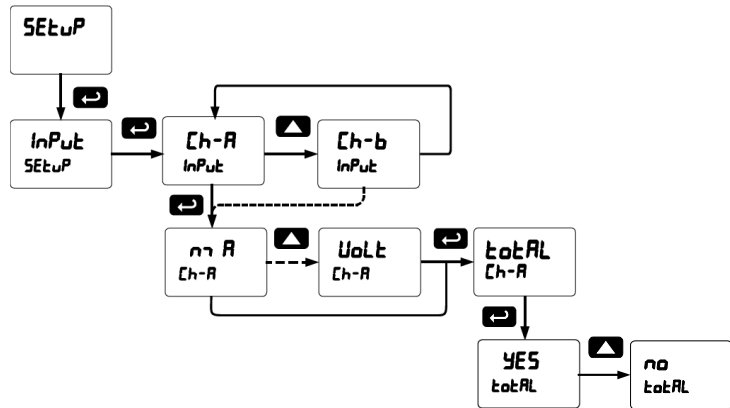 SEtuP
InPut
SEtuP
Ch-A
InPut
Ch-b
InPut
mA
Ch-A
VoLt
Ch-A
totAL
Ch-A
YES
totAL
no
totAL